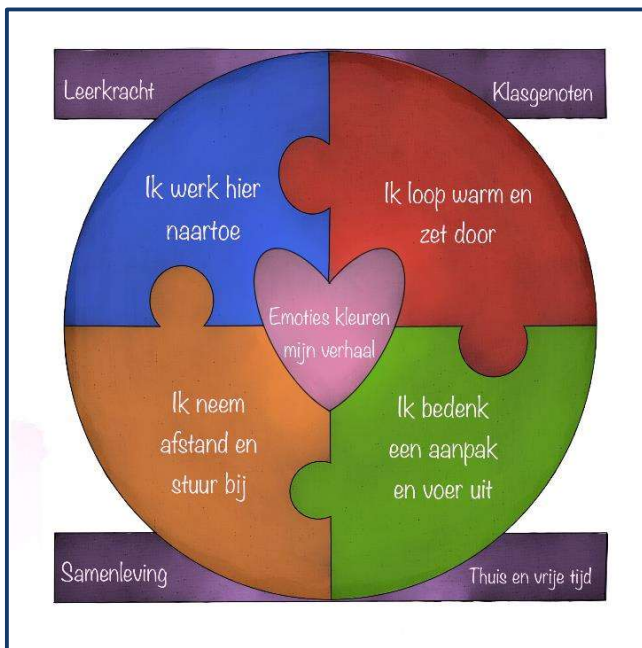 Leerkracht
Klasgenoten
Ik werk hier
naartoe
Ik loop warm en
zet door
Emoties kleuren
mijn verhaal
Ik neem
afstand en
stuur bij
Ik bedenk
een aanpak
en voer uit
Samenleving
Thuis en vrije tijd